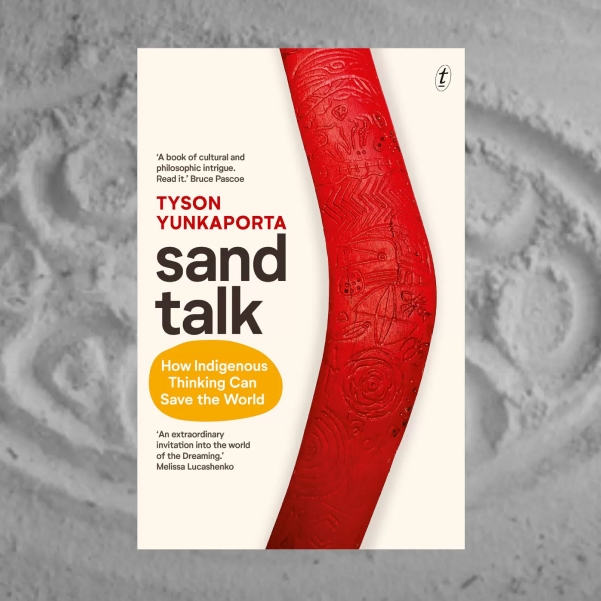 t
'A book of cultural and
philosophic intrigue.
Read it.' Bruce Pascoe
TYSON
YUNKAPORTA
sand
talk
How Indigenous
Thinking Can
Save the World
'An extraordinary
invitation into the world
of the Dreaming.'
Melissa Lucashenko